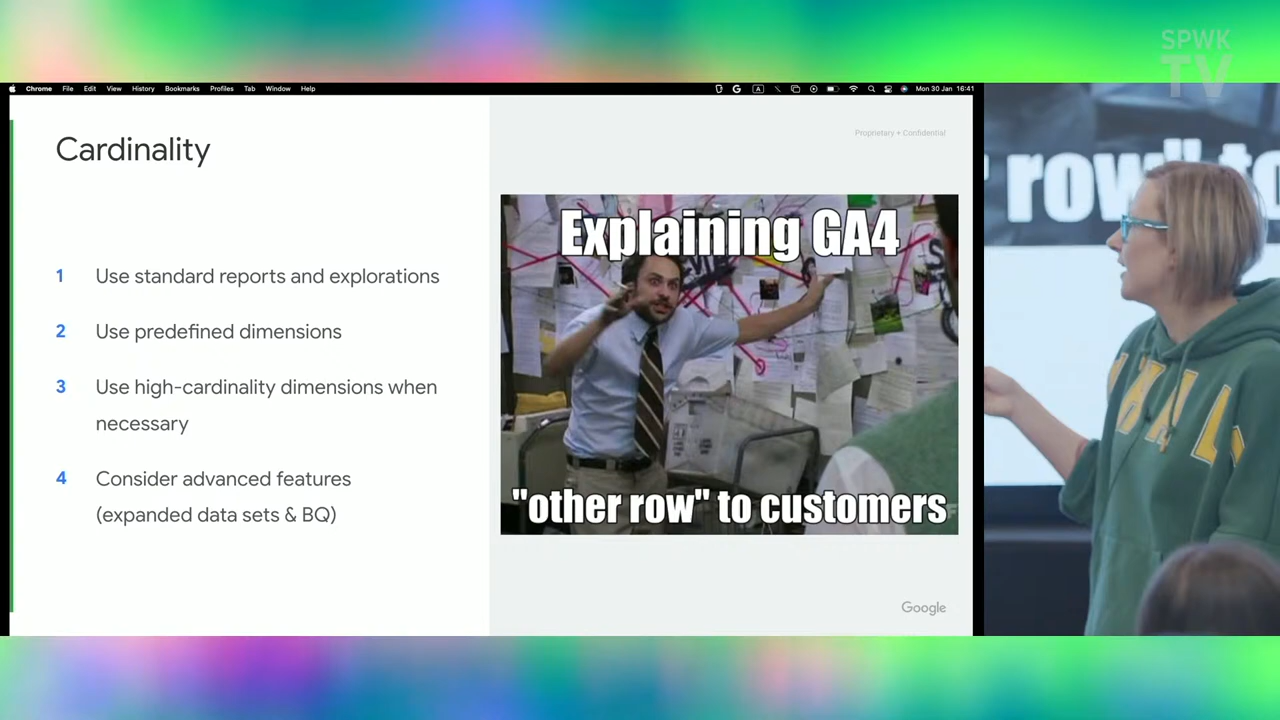 SPWK
TV
Chrome File Edit View History Bookmarks Profiles Tab Window Help
Mon 30 Jan 16:41
Cardinality
Proprietary + Confidential
1 Use standard reports and explorations
2 Use predefined dimensions
3 Use high-cardinality dimensions when
necessary
4 Consider advanced features
(expanded data sets & BQ)
Explaining GA4
"other row" to customers
Google
row" to